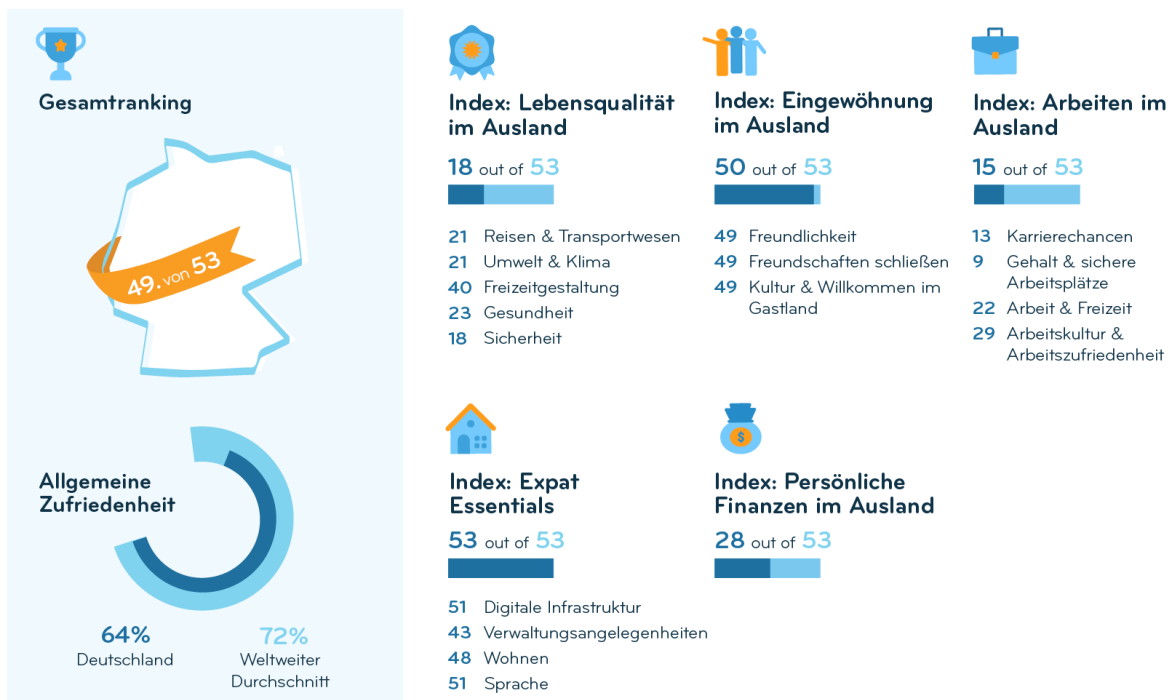 Gesamtranking
49. von 53
Allgemeine
Zufriedenheit
64%
Deutschland
72%
Weltweiter
Durchschnitt
Index: Lebensqualität
im Ausland
18 out of 53
21 Reisen & Transportwesen
21 Umwelt & Klima
40 Freizeitgestaltung
23 Gesundheit
18 Sicherheit
Index: Eingewöhnung
im Ausland
50 out of 53
49 Freundlichkeit
49 Freundschaften schließen
49 Kultur & Willkommen im
Gastland
Index: Arbeiten im
Ausland
15 out of 53
13 Karrierechancen
9 Gehalt & sichere
Arbeitsplätze
22 Arbeit & Freizeit
29 Arbeitskultur &
Arbeitszufriedenheit
Index: Expat
Essentials
53 out of 53
51 Digitale Infrastruktur
43 Verwaltungsangelegenheiten
48 Wohnen
51 Sprache
$
Index: Persönliche
Finanzen im Ausland
28 out of 53